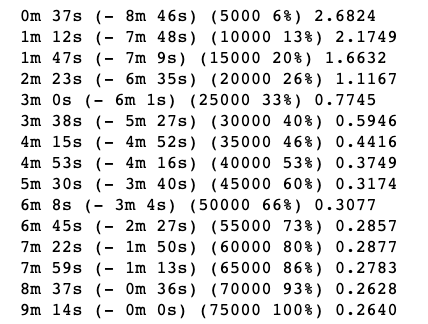 0m 37s (- 8m 46s) (5000 6%) 2.6824
1m 12s (- 7m 48s) (10000 13%) 2.1749
1m 47s (- 7m 9s) (15000 20%) 1.6632
2m 23s (- 6m 35s) (20000 26%) 1.1167
3m 0s (- 6m 1s) (25000 33%) 0.7745
3m 38s (- 5m 27s) (30000 40%) 0.5946
4m 15s (- 4m 52s) (35000 46%) 0.4416
4m 53s (- 4m 16s) (40000 53%) 0.3749
5m 30s (- 3m 40s) (45000 60%) 0.3174
6m 8s (- 3m 4s) (50000 66%) 0.3077
6m 45s (- 2m 27s) (55000 73%) 0.2857
7m 22s (- 1m 50s) (60000 80%) 0.2877
7m 59s (- 1m 13s) (65000 86%) 0.2783
8m 37s (- 0m 36s) (70000 93%) 0.2628
9m 14s (- 0m 0s) (75000 100%) 0.2640